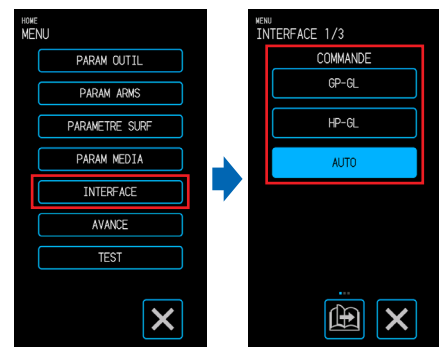 HOME
MENU
PARAM OUTIL
PARAM ARMS
PARAMETRE SURF
PARAM MEDIA
INTERFACE
AVANCE
TEST
MENU
INTERFACE 1/3
COMMANDE
GP-GL
HP-GL
AUTO